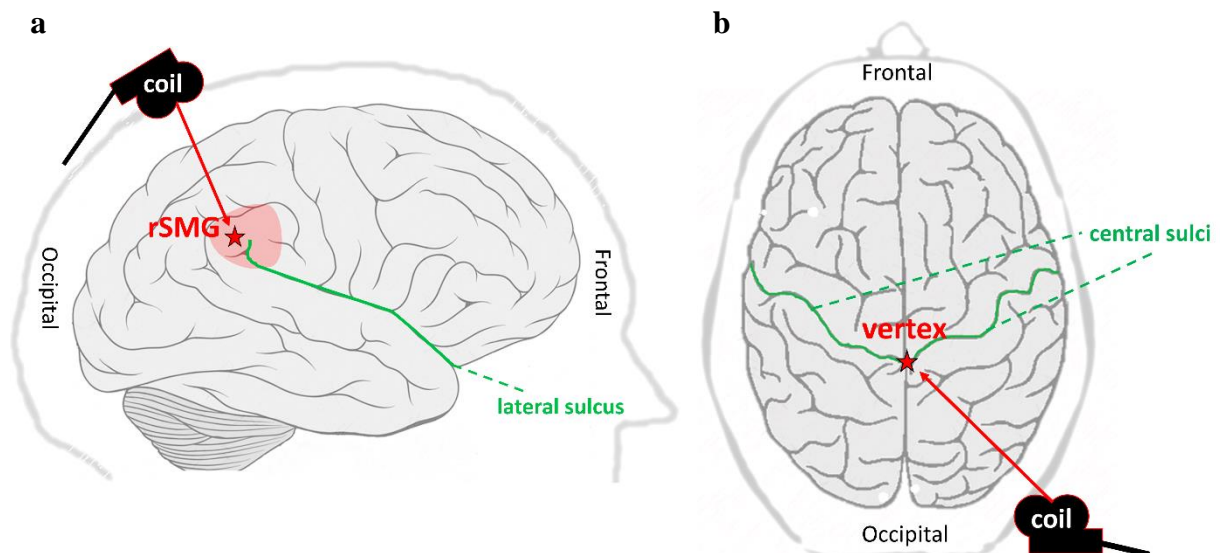 a
coil
rSMG
Occipital
Frontal
lateral sulcus
b
Frontal
central sulci
vertex
coil
Occipital